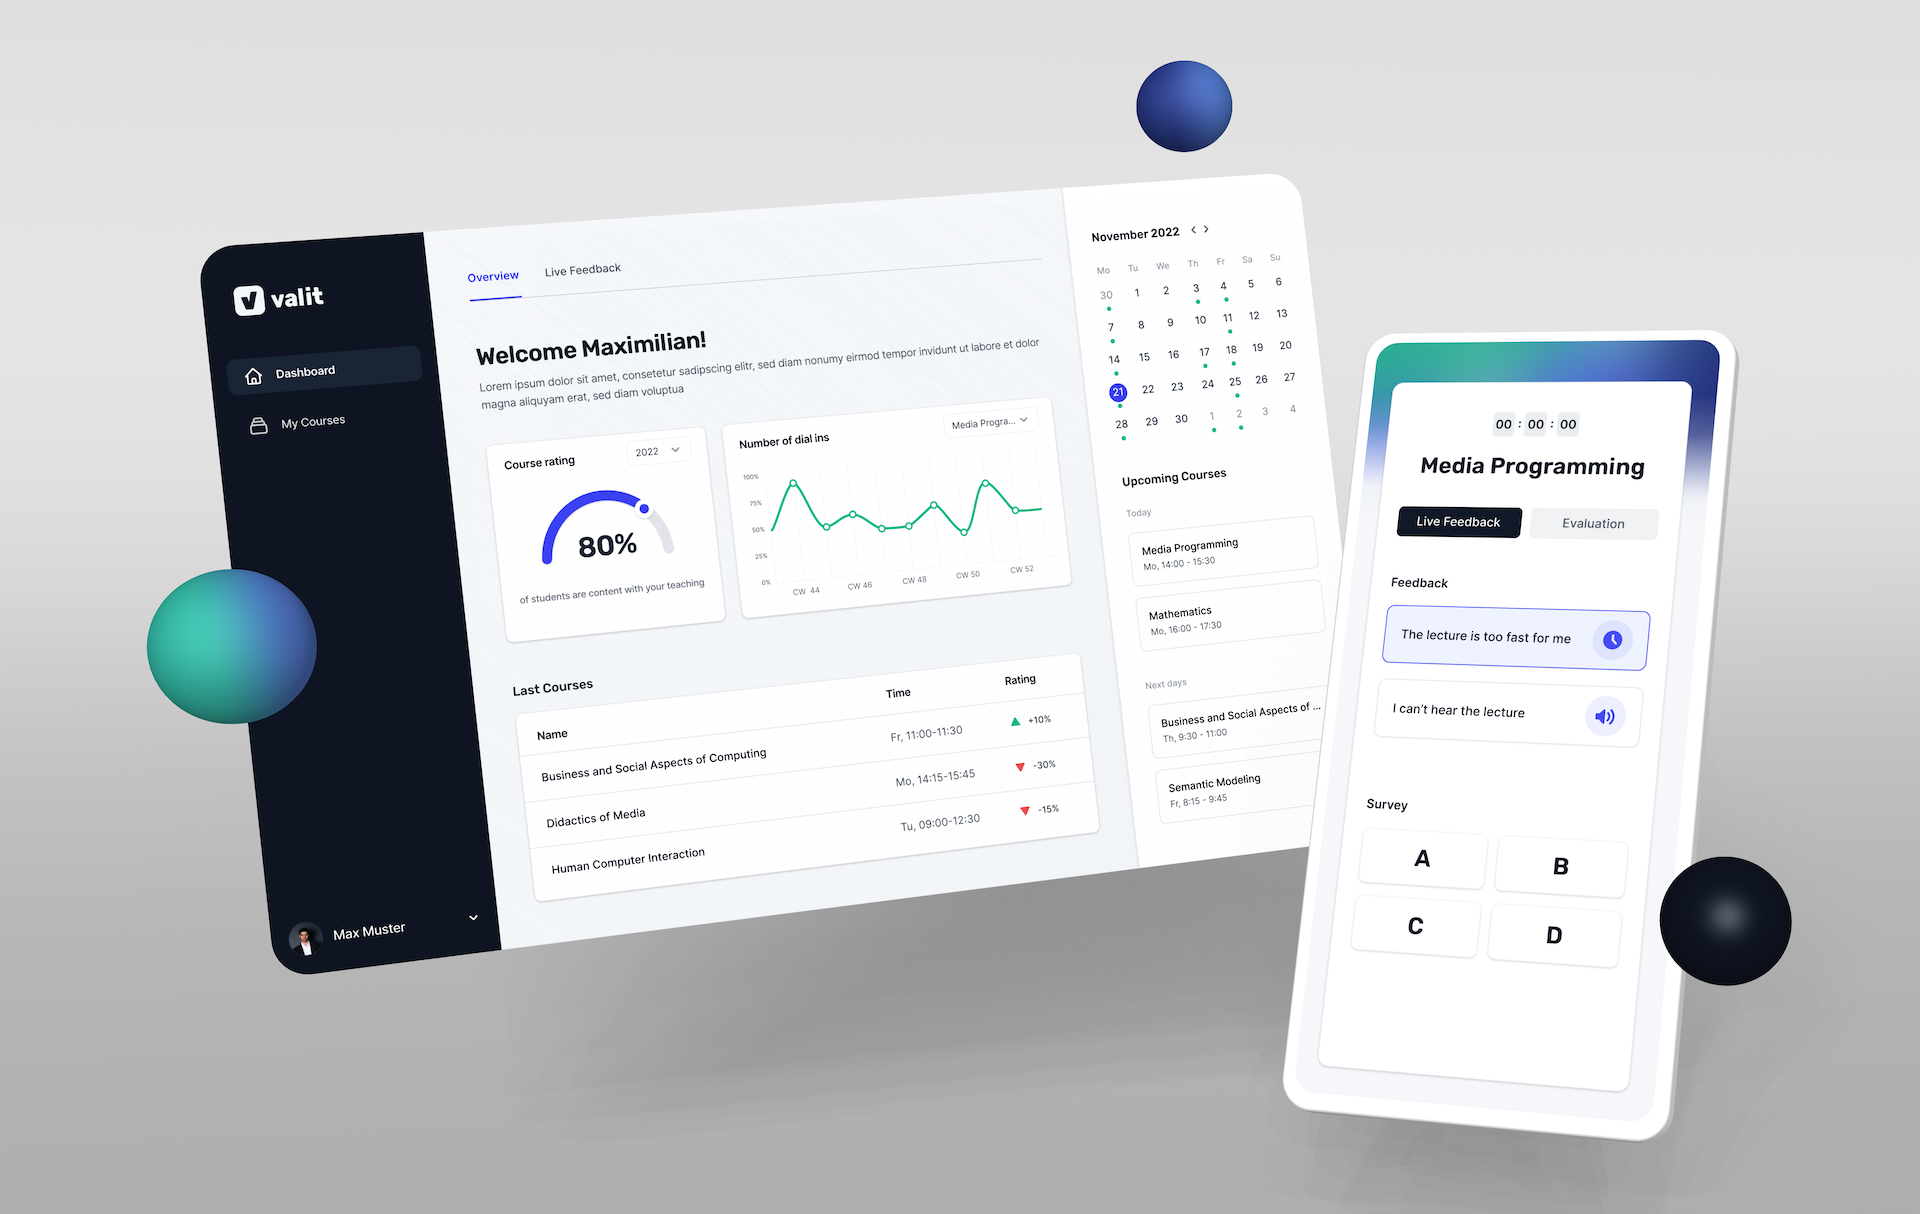 valit
Dashboard
My Courses
Max Muster
Overview
Live Feedback
Welcome Maximilian!
Lorem ipsum dolor sit amet, consetetur sadipscing elitr, sed diam nonumy eirmod tempor invidunt ut labore et dolor
magna aliquyam erat, sed diam voluptua
Course rating
2022
80%
of students are content with your teaching
Number of dial ins
Media Progra...
100%
75%
50%
25%
0%
CW 44
CW 46
CW 48
CW 50
CW 52
Last Courses
Name
Time
Rating
Business and Social Aspects of Computing
Fr, 11:00-11:30
+10%
Didactics of Media
Mo, 14:15-15:45
-30%
Human Computer Interaction
Tu, 09:00-12:30
-15%
November 2022
Mo Tu We Th Fr Sa Su
30 1 2 3 4 5 6
7 8 9 10 11 12 13
14 15 16 17 18 19 20
21 22 23 24 25 26 27
28 29 30 1 2 3 4
Upcoming Courses
Today
Media Programming
Mo, 14:00 - 15:30
Mathematics
Mo, 16:00 - 17:30
Next days
Business and Social Aspects of ...
Th, 9:30 - 11:00
Semantic Modeling
Fr, 8:15 - 9:45
00 : 00 : 00
Media Programming
Live Feedback
Evaluation
Feedback
The lecture is too fast for me
I can't hear the lecture
Survey
A
B
C
D